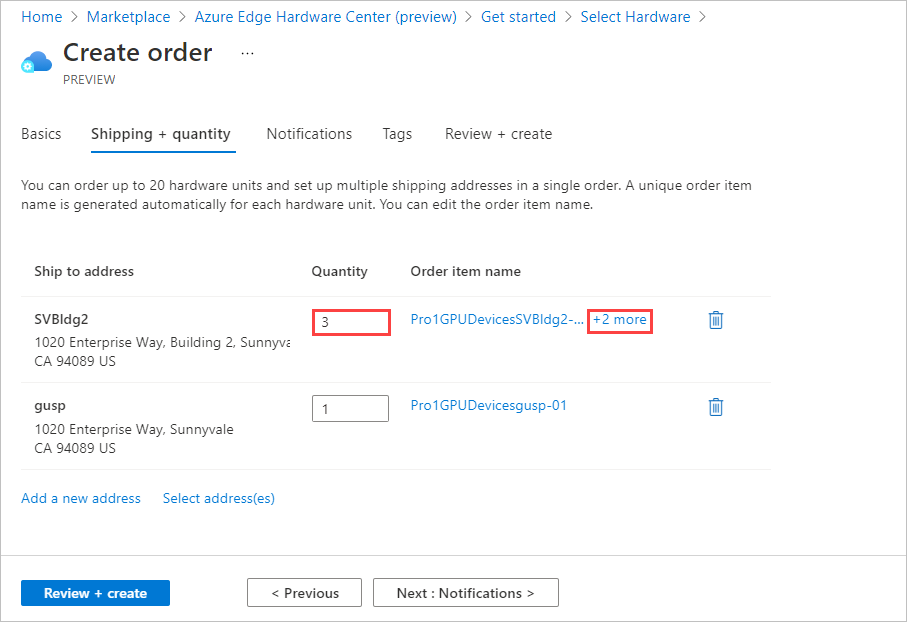 Home > Marketplace > Azure Edge Hardware Center (preview) > Get started > Select Hardware >
Create order ...
PREVIEW
Basics Shipping + quantity Notifications Tags Review + create
You can order up to 20 hardware units and set up multiple shipping addresses in a single order. A unique order item
name is generated automatically for each hardware unit. You can edit the order item name.
Ship to address Quantity Order item name
SVBldg2 3 Pro1GPUDevicesSVBldg2-... +2 more
1020 Enterprise Way, Building 2, Sunnyva
CA 94089 US
gusp 1 Pro1GPUDevicesgusp-01
1020 Enterprise Way, Sunnyvale
CA 94089 US
Add a new address Select address(es)
Review + create < Previous Next : Notifications >